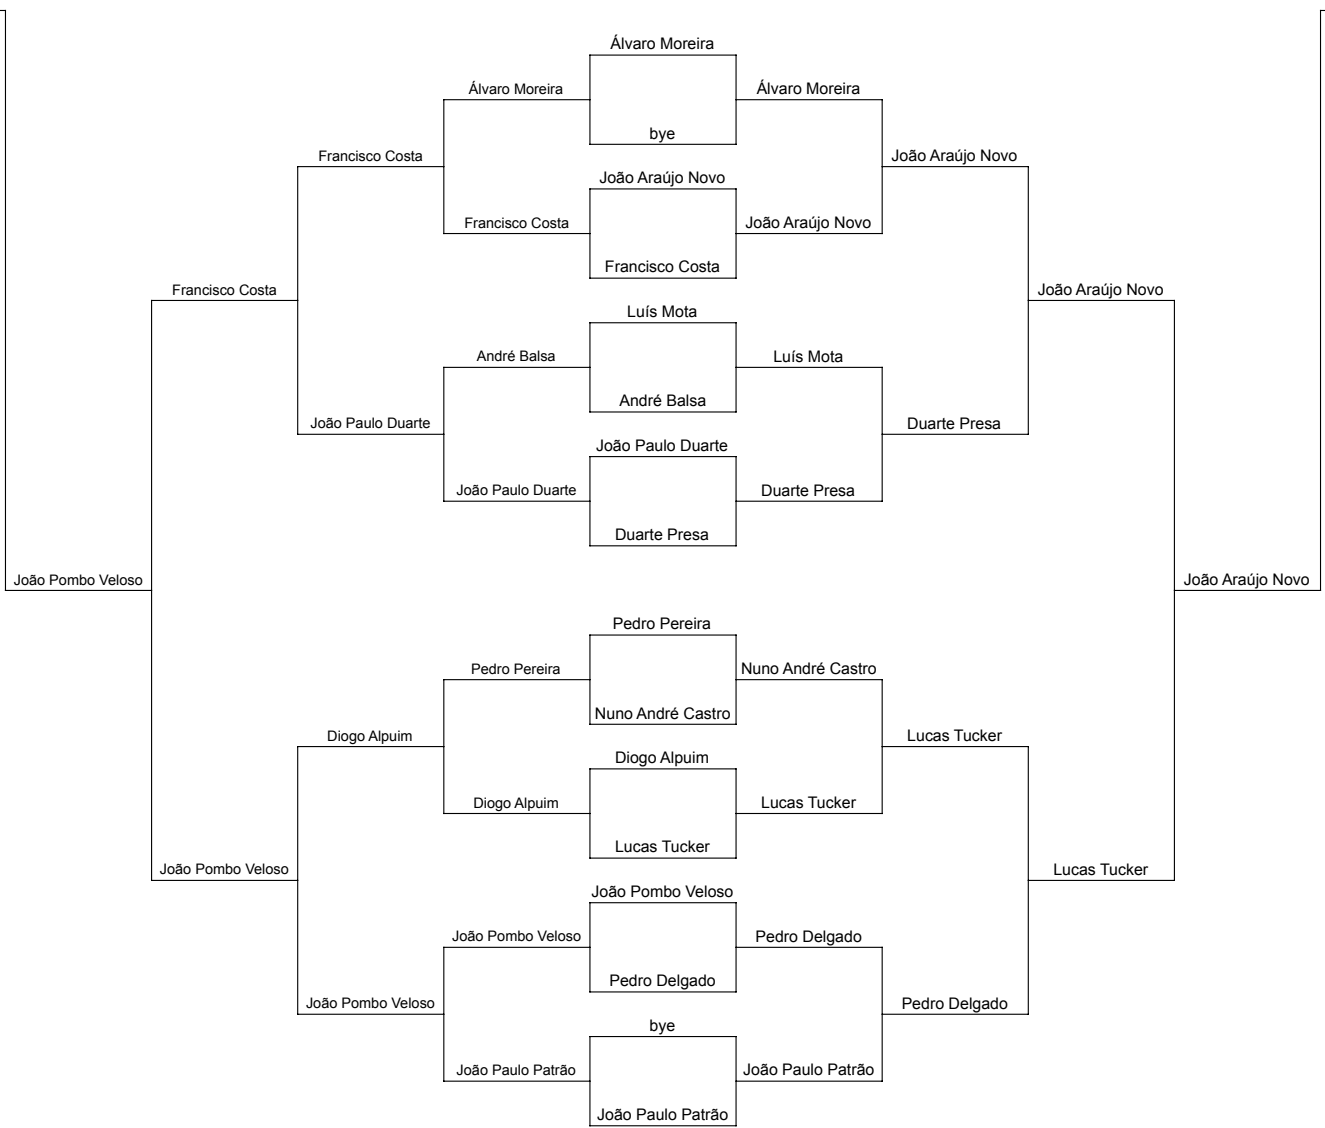 Álvaro Moreira
Álvaro Moreira
Álvaro Moreira
bye
Francisco Costa
João Araújo Novo
João Araújo Novo
Francisco Costa
João Araújo Novo
Francisco Costa
Francisco Costa
João Araújo Novo
Luís Mota
André Balsa
Luís Mota
André Balsa
João Paulo Duarte
Duarte Presa
João Paulo Duarte
João Paulo Duarte
Duarte Presa
Duarte Presa
João Pombo Veloso
João Araújo Novo
Pedro Pereira
Pedro Pereira
Nuno André Castro
Nuno André Castro
Diogo Alpuim
Lucas Tucker
Diogo Alpuim
Diogo Alpuim
Lucas Tucker
Lucas Tucker
João Pombo Veloso
Lucas Tucker
João Pombo Veloso
João Pombo Veloso
Pedro Delgado
Pedro Delgado
João Pombo Veloso
Pedro Delgado
bye
João Paulo Patrão
João Paulo Patrão
João Paulo Patrão